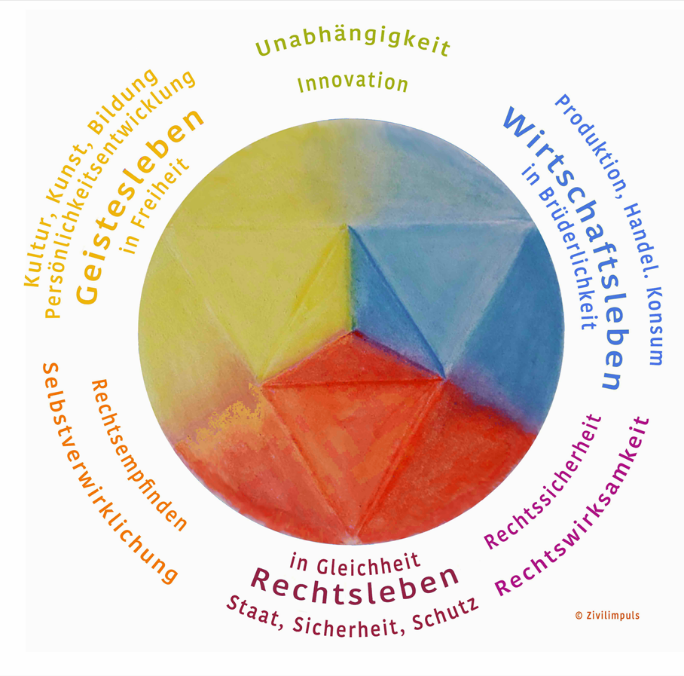 Unabhängigkeit
Innovation
Kultur, Kunst, Bildung
Persönlichkeitsentwicklung
Geistesleben
in Freiheit
Produktion, Handel. Konsum
Wirtschaftsleben
in Brüderlichkeit
Selbstverwirklichung
Rechtsempfinden
Rechtssicherheit
Rechtswirksamkeit
in Gleichheit
Rechtsleben
Staat, Sicherheit, Schutz
© Zivilimpuls